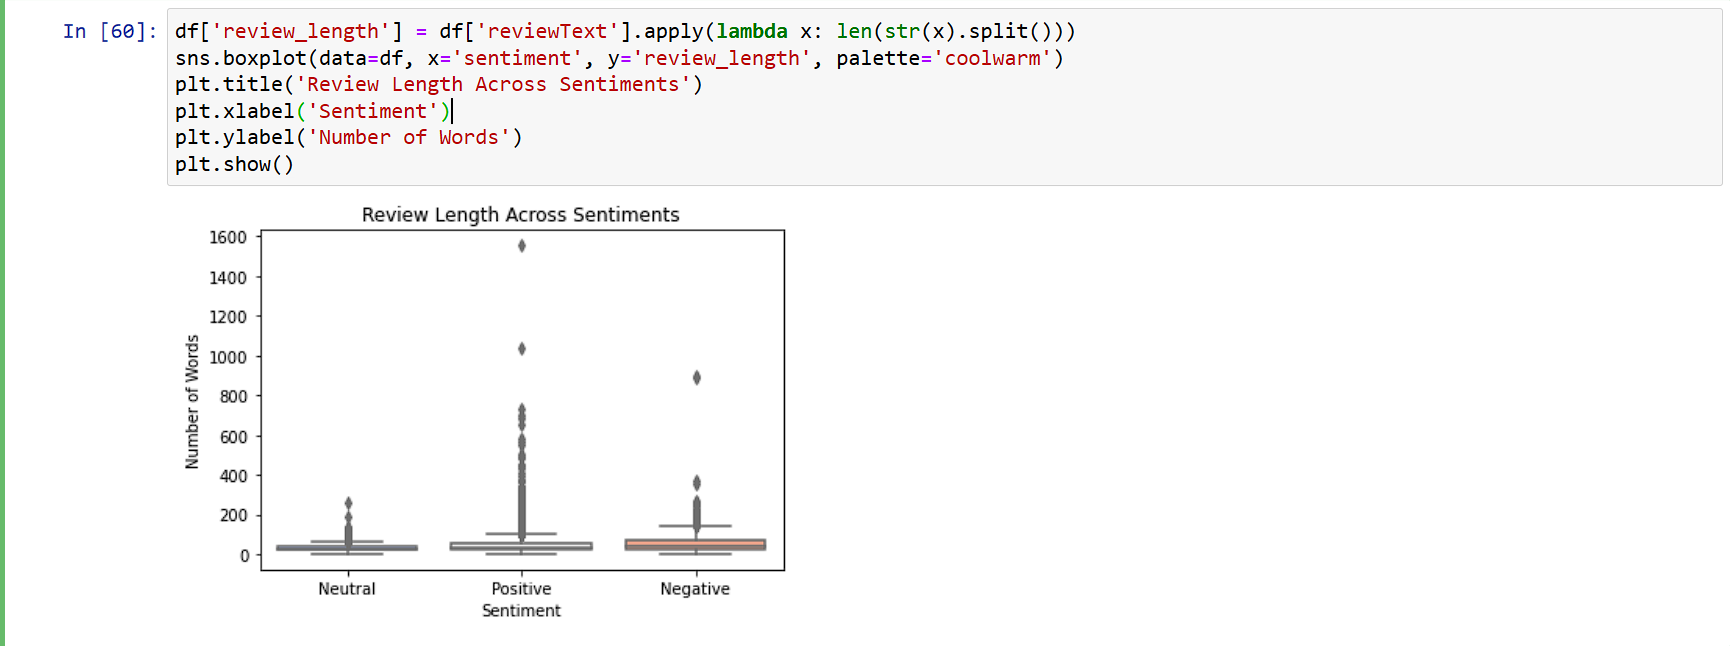 In [60]: df['review_length'] = df['reviewText'].apply(lambda x: len(str(x).split()))
sns.boxplot(data=df, x='sentiment', y='review_length', palette='coolwarm')
plt.title('Review Length Across Sentiments')
plt.xlabel('Sentiment')
plt.ylabel('Number of Words')
plt.show()
Review Length Across Sentiments
1600
1400
1200
1000
800
600
400
200
0
Number of Words
Neutral Positive Negative
Sentiment